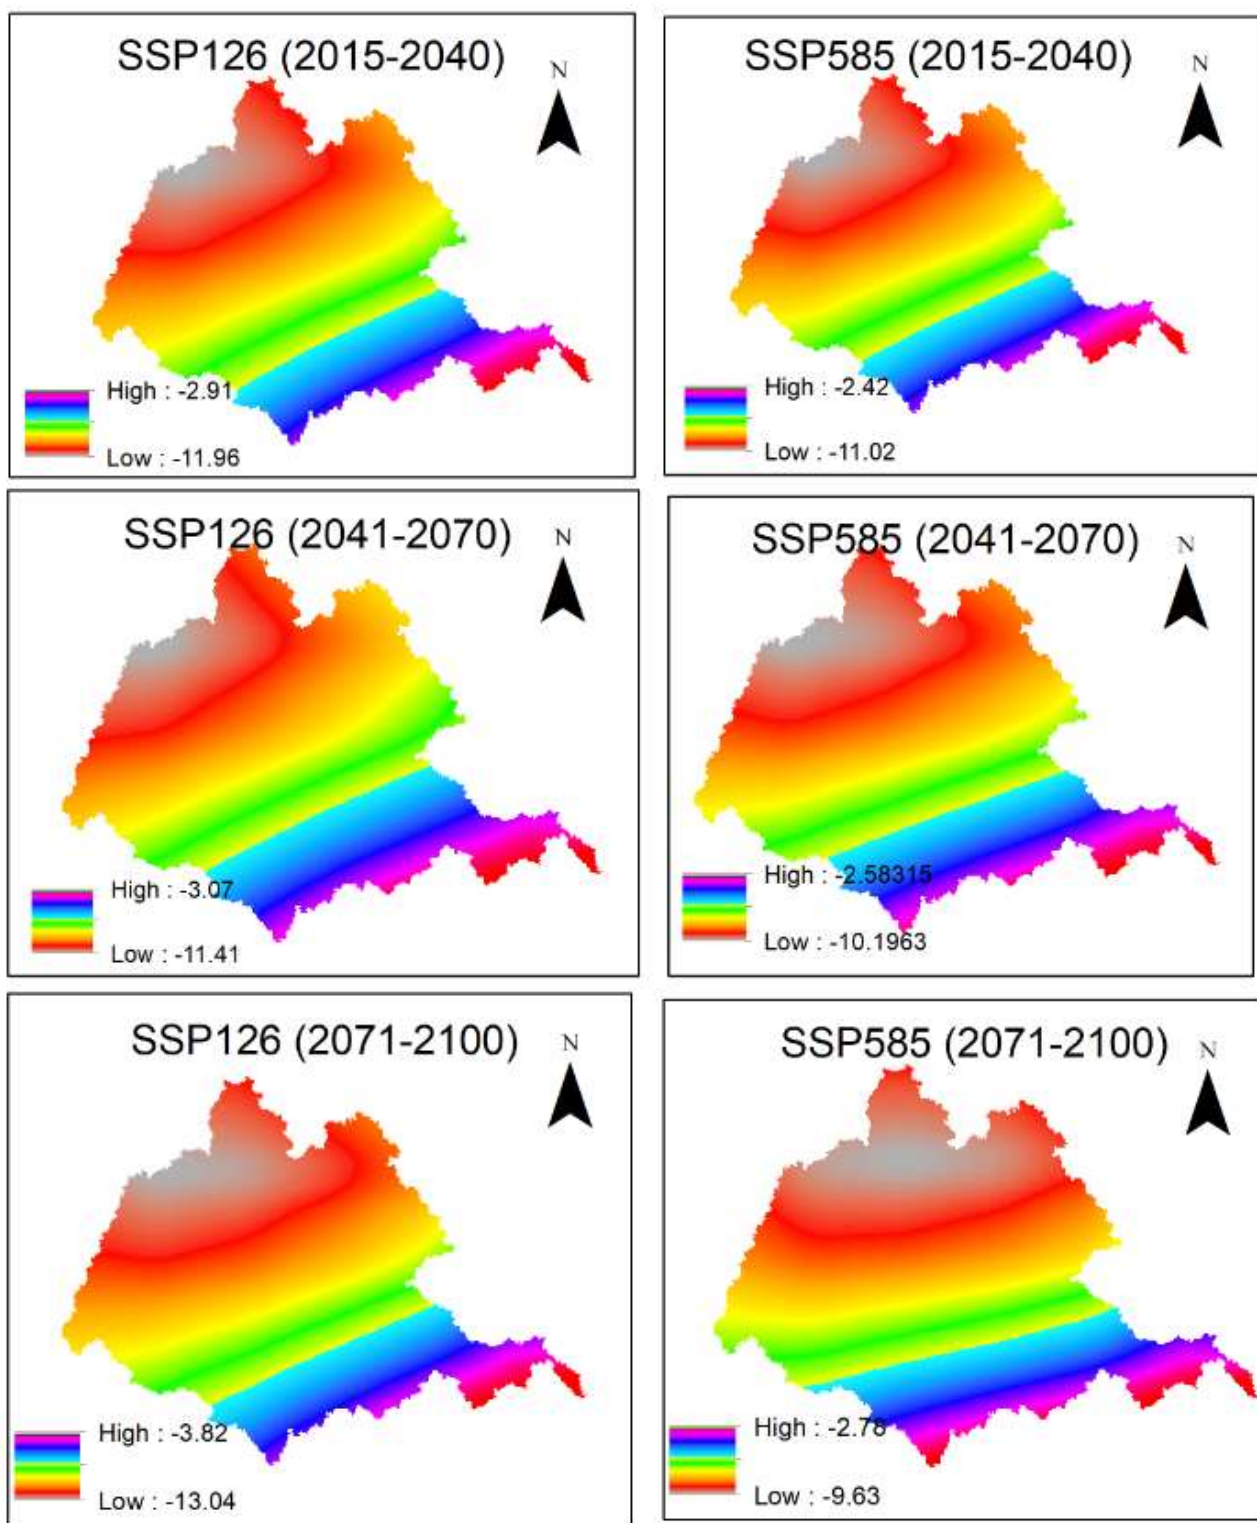 SSP126 (2015-2040)
N
High : -2.91
Low : -11.96
SSP585 (2015-2040)
N
High : -2.42
Low : -11.02
SSP126 (2041-2070)
N
High : -3.07
Low : -11.41
SSP585 (2041-2070)
N
High : -2.58315
Low : -10.1963
SSP126 (2071-2100)
N
High : -3.82
Low : -13.04
SSP585 (2071-2100)
N
High : -2.78
Low : -9.63